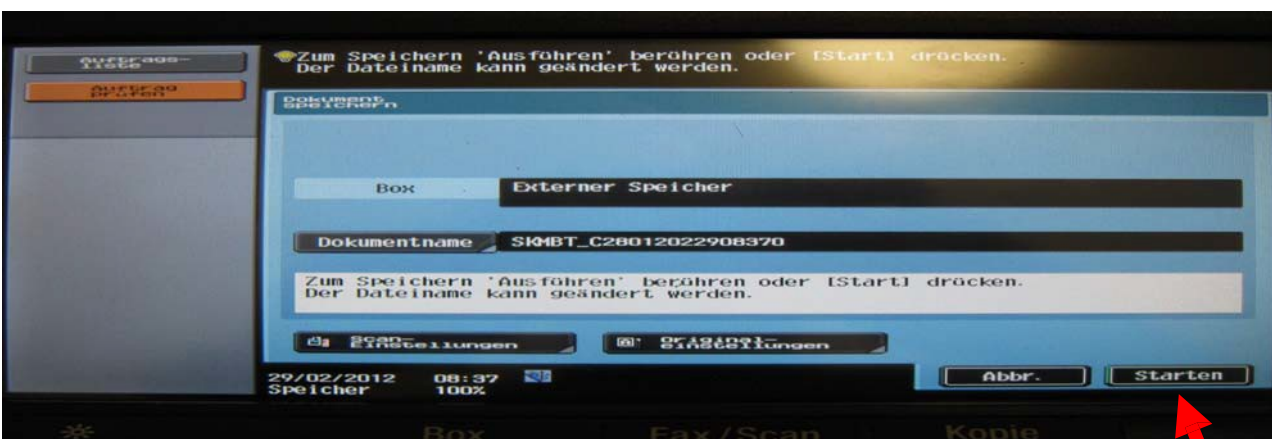 Auftrags-
liste
Zum Speichern 'Ausführen' berühren oder [Start] drücken.
Der Dateiname kann geändert werden.
Auftrag
prüfen
Dokument
speichern
Box
Externer Speicher
Dokumentname
SKMBT_C28012022908370
Zum Speichern 'Ausführen' berühren oder [Start] drücken.
Der Dateiname kann geändert werden.
Scan-
Einstellungen
Original-
einstellungen
29/02/2012 08:37
Speicher 100%
Abbr.
Starten
Box
Fax/Scan
Kopie